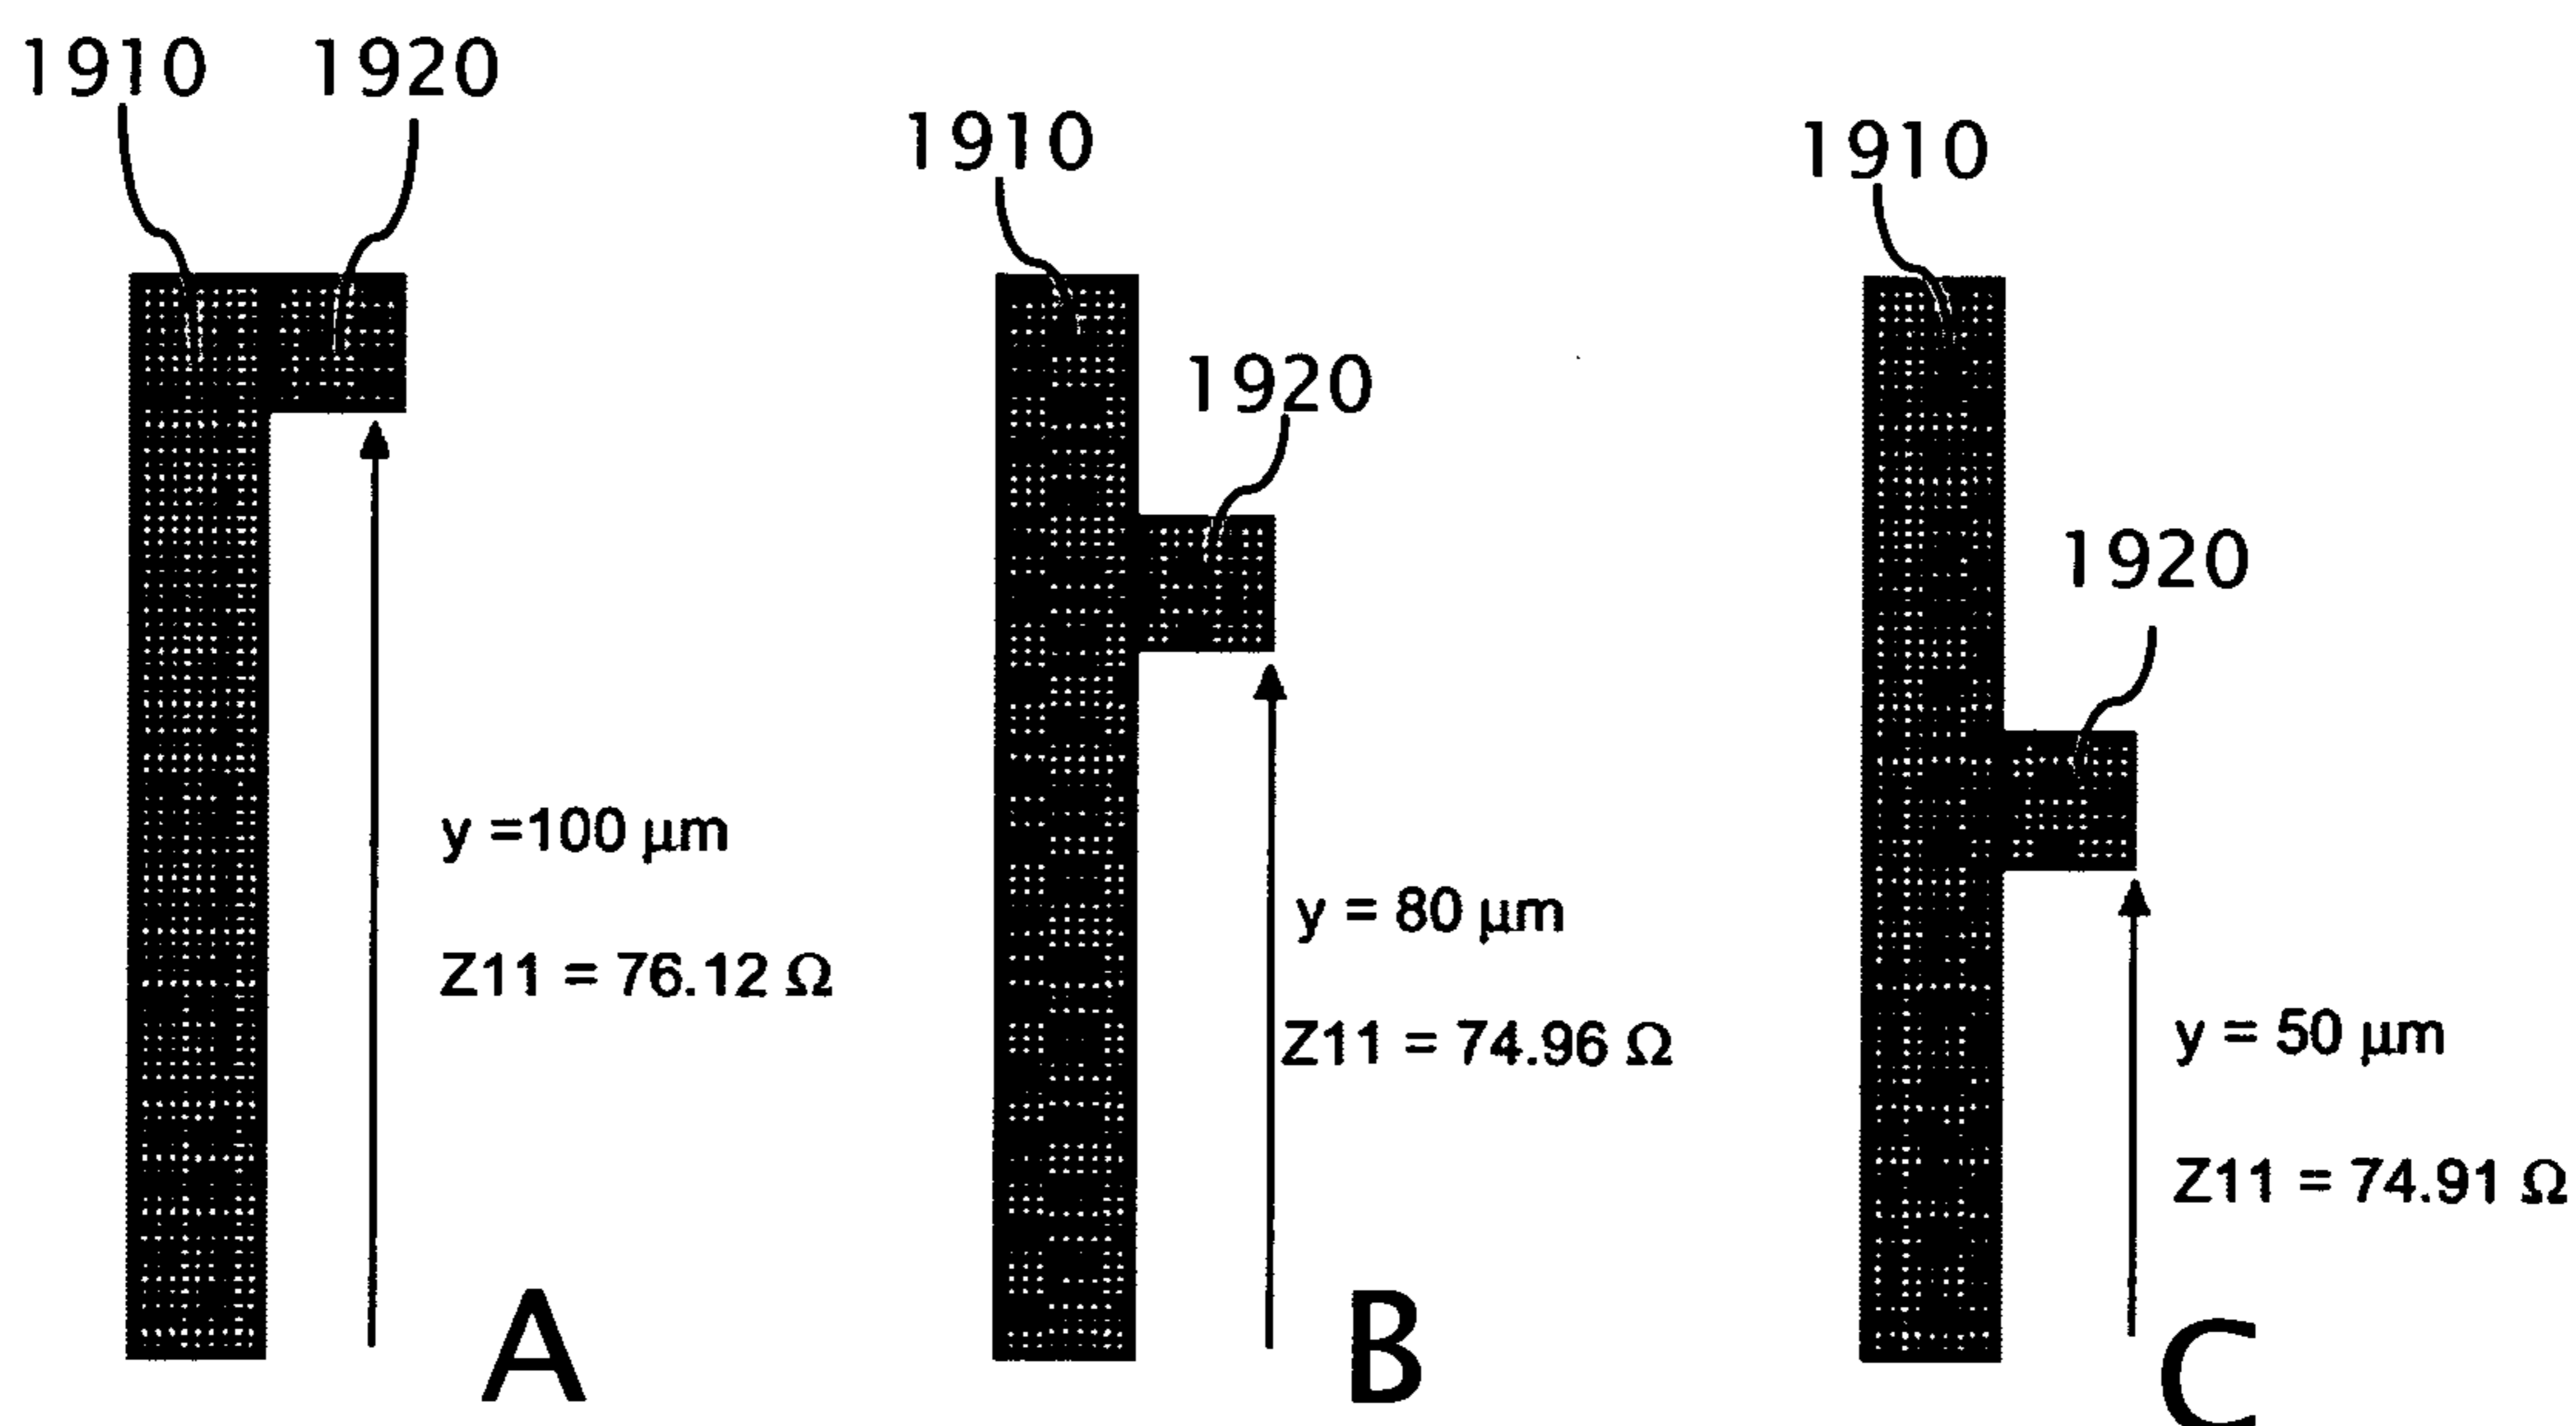 1910
1920
y =100 µm
Z11 = 76.12 Ω
A
1910
1920
y = 80 µm
Z11 = 74.96 Ω
B
1910
1920
y = 50 µm
Z11 = 74.91 Ω
C